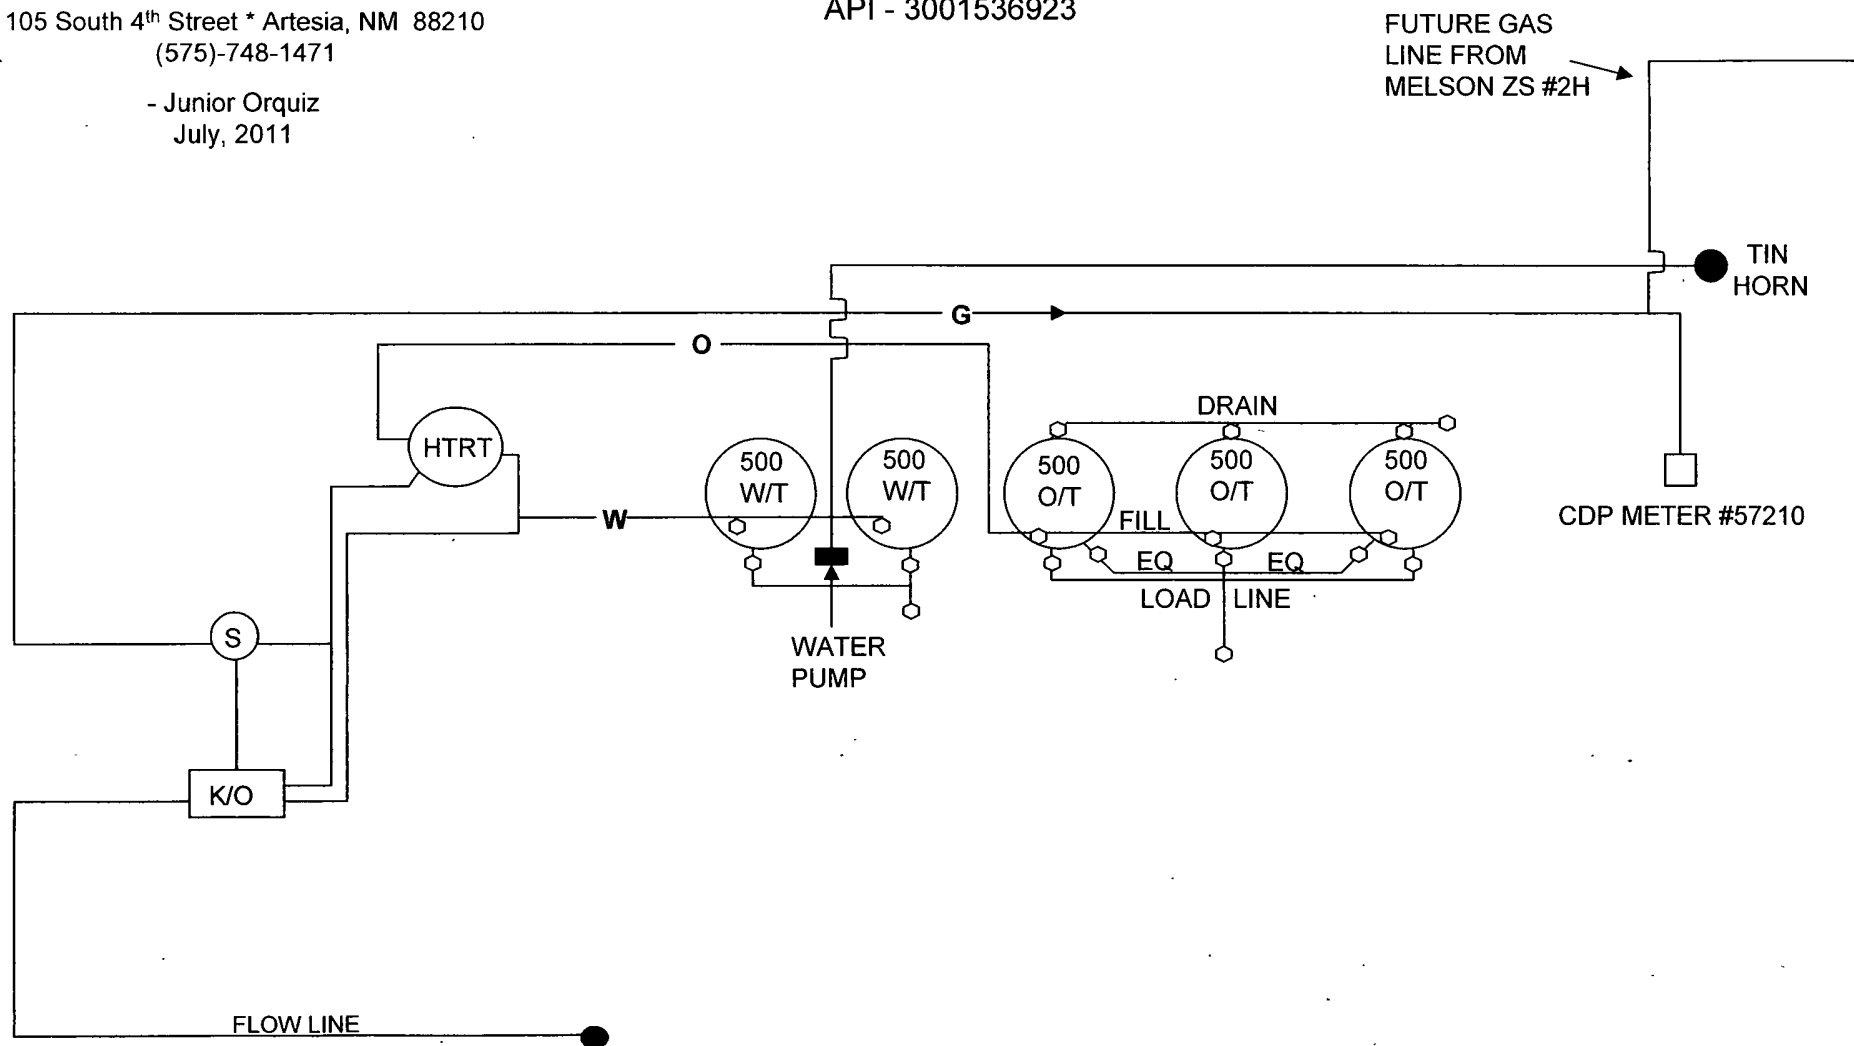 105 South 4th Street * Artesia, NM 88210
(575)-748-1471
- Junior Orquiz
July, 2011
API - 3001536923
FUTURE GAS
LINE FROM
MELSON ZS #2H
TIN
HORN
G
O
DRAIN
HTRT
500
W/T
500
W/T
500
O/T
500
O/T
500
O/T
W
FILL
CDP METER #57210
EQ
EQ
LOAD LINE
S
WATER
PUMP
K/O
FLOW LINE